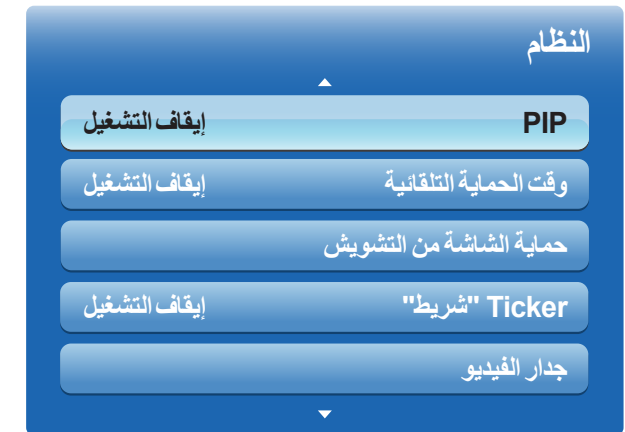 النظام
PIP إيقاف التشغيل
وقت الحماية التلقائية إيقاف التشغيل
حماية الشاشة من التشويش
Ticker "شريط" إيقاف التشغيل
جدار الفيديو